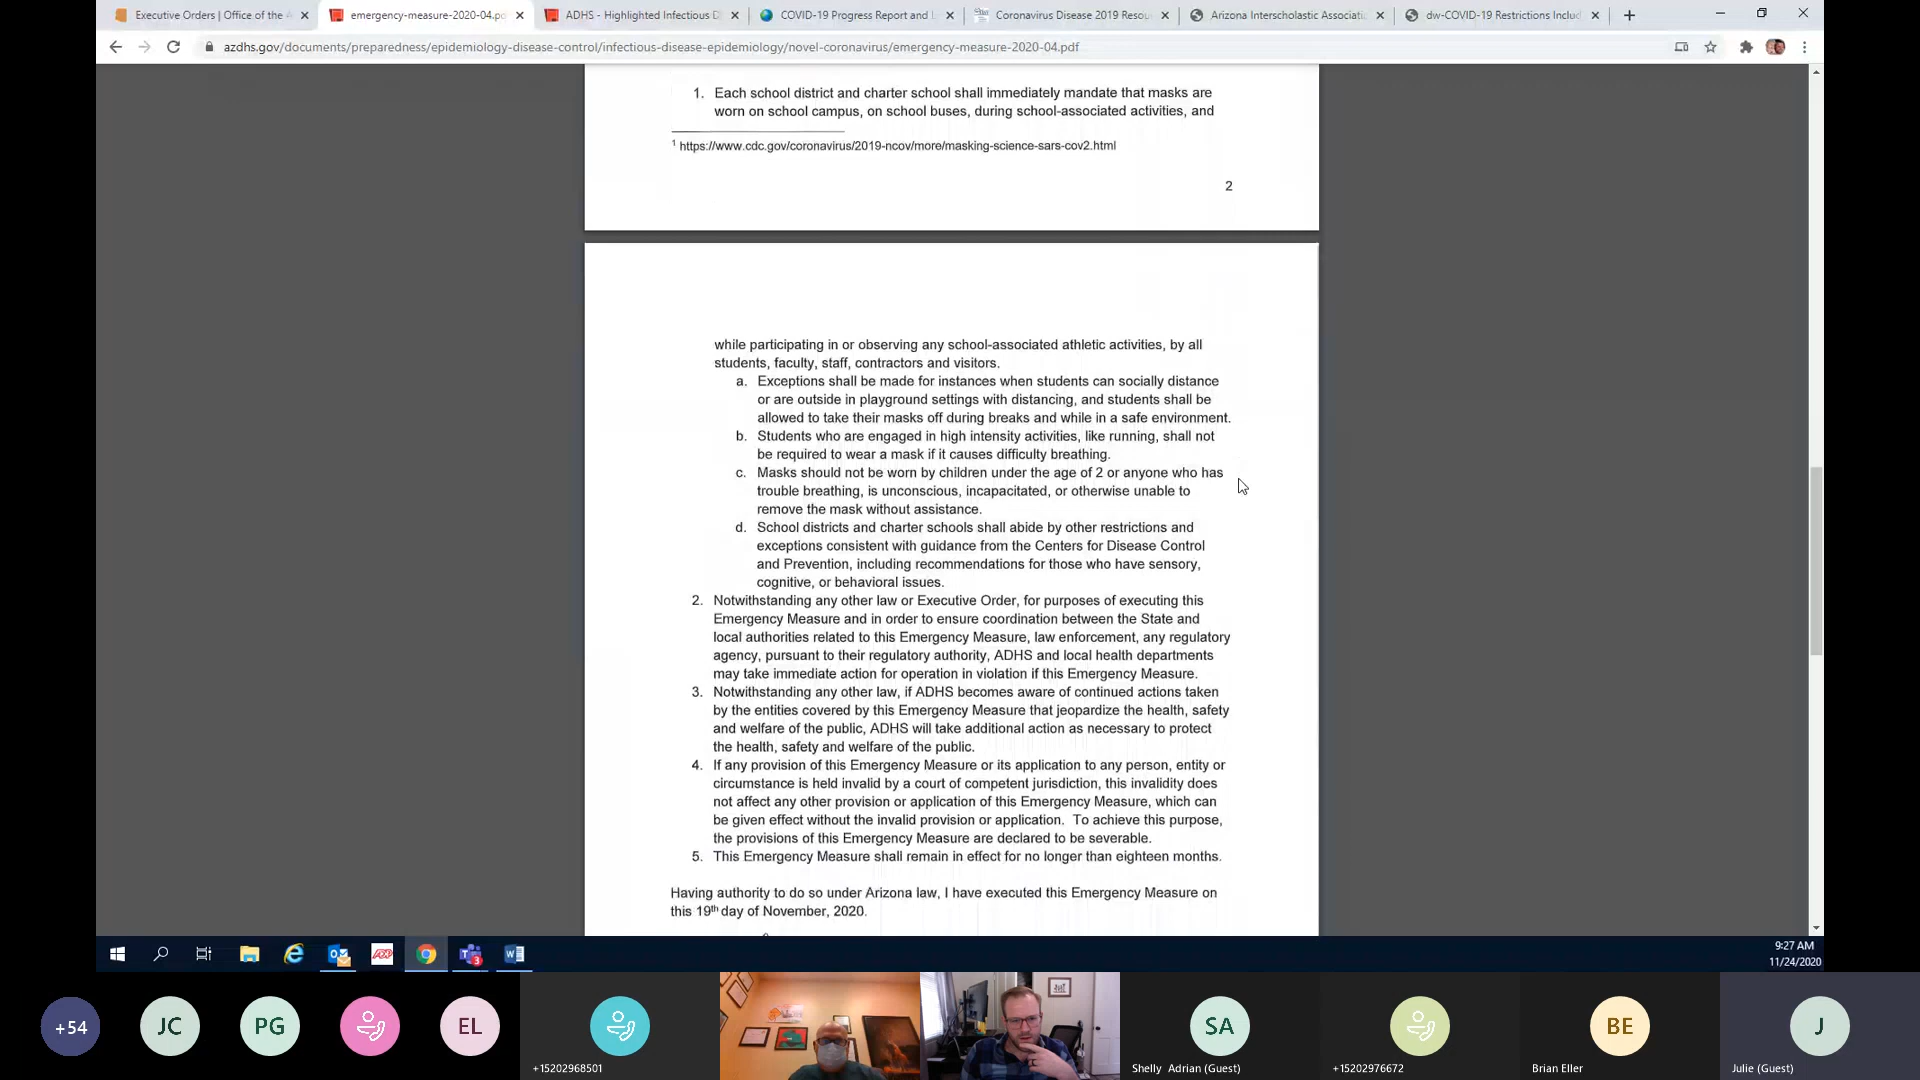 Executive Orders | Office of the A
emergency-measure-2020-04.pd
ADHS - Highlighted Infectious D
COVID-19 Progress Report and
Coronavirus Disease 2019 Resou
Arizona Interscholastic Associati
dw-COVID-19 Restrictions Inclu
azdhs.gov/documents/preparedness/epidemiology-disease-control/infectious-disease-epidemiology/novel-coronavirus/emergency-measure-2020-04.pdf
1. Each school district and charter school shall immediately mandate that masks are
worn on school campus, on school buses, during school-associated activities, and
1 https://www.cdc.gov/coronavirus/2019-ncov/more/masking-science-sars-cov2.html
2
while participating in or observing any school-associated athletic activities, by all
students, faculty, staff, contractors and visitors.
a. Exceptions shall be made for instances when students can socially distance
or are outside in playground settings with distancing, and students shall be
allowed to take their masks off during breaks and while in a safe environment.
b. Students who are engaged in high intensity activities, like running, shall not
be required to wear a mask if it causes difficulty breathing.
c. Masks should not be worn by children under the age of 2 or anyone who has
trouble breathing, is unconscious, incapacitated, or otherwise unable to
remove the mask without assistance.
d. School districts and charter schools shall abide by other restrictions and
exceptions consistent with guidance from the Centers for Disease Control
and Prevention, including recommendations for those who have sensory,
cognitive, or behavioral issues.
2. Notwithstanding any other law or Executive Order, for purposes of executing this
Emergency Measure and in order to ensure coordination between the State and
local authorities related to this Emergency Measure, law enforcement, any regulatory
agency, pursuant to their regulatory authority, ADHS and local health departments
may take immediate action for operation in violation if this Emergency Measure.
3. Notwithstanding any other law, if ADHS becomes aware of continued actions taken
by the entities covered by this Emergency Measure that jeopardize the health, safety
and welfare of the public, ADHS will take additional action as necessary to protect
the health, safety and welfare of the public.
4. If any provision of this Emergency Measure or its application to any person, entity or
circumstance is held invalid by a court of competent jurisdiction, this invalidity does
not affect any other provision or application of this Emergency Measure, which can
be given effect without the invalid provision or application. To achieve this purpose,
the provisions of this Emergency Measure are declared to be severable.
5. This Emergency Measure shall remain in effect for no longer than eighteen months.
Having authority to do so under Arizona law, I have executed this Emergency Measure on
this 19th day of November, 2020.
ADP
3
9:27 AM
11/24/2020
+54
JC
PG
EL
+15202968501
SA
Shelly Adrian (Guest)
+15202976672
BE
Brian Eller
J
Julie (Guest)